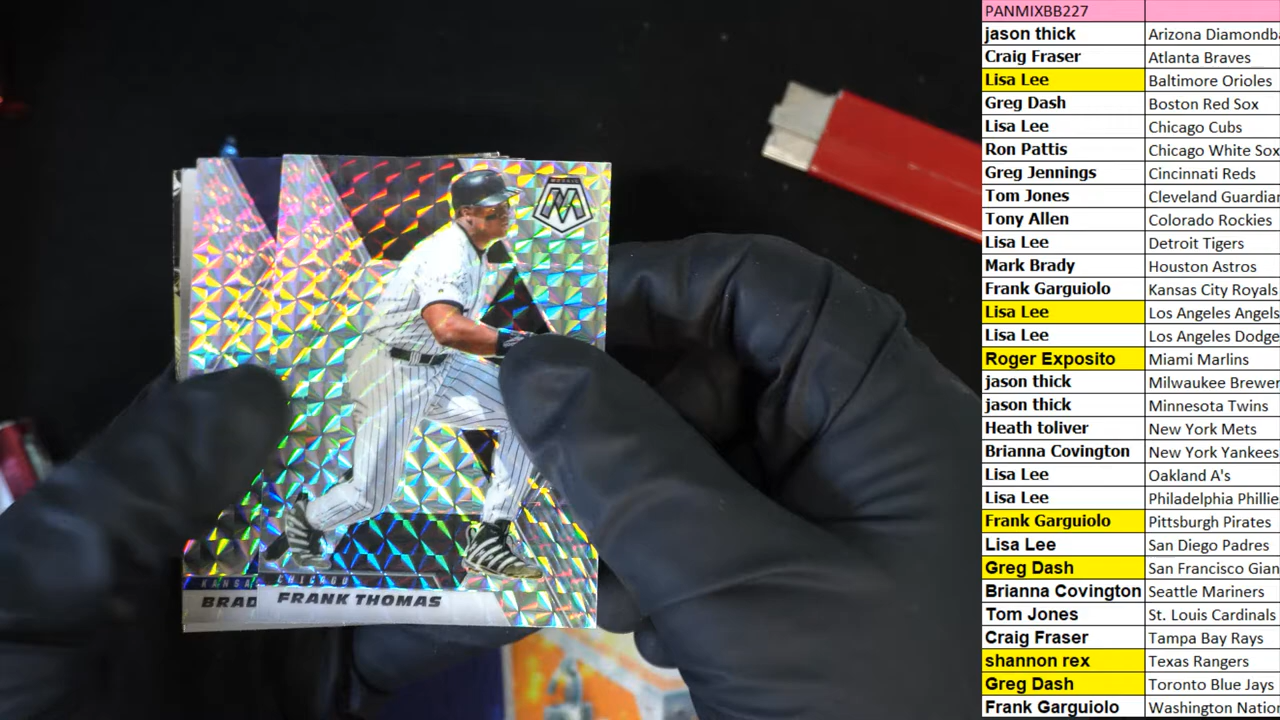 PANMIXBB227
jason thick Arizona Diamondba
Craig Fraser Atlanta Braves
Lisa Lee Baltimore Orioles
Greg Dash Boston Red Sox
Lisa Lee Chicago Cubs
Ron Pattis Chicago White Sox
Greg Jennings Cincinnati Reds
Tom Jones Cleveland Guardian
Tony Allen Colorado Rockies
Lisa Lee Detroit Tigers
Mark Brady Houston Astros
Frank Garguiolo Kansas City Royals
Lisa Lee Los Angeles Angels
Lisa Lee Los Angeles Dodge
Roger Exposito Miami Marlins
jason thick Milwaukee Brewer
jason thick Minnesota Twins
Heath toliver New York Mets
Brianna Covington New York Yankees
Lisa Lee Oakland A's
Lisa Lee Philadelphia Phillie
Frank Garguiolo Pittsburgh Pirates
Lisa Lee San Diego Padres
Greg Dash San Francisco Gian
Brianna Covington Seattle Mariners
Tom Jones St. Louis Cardinals
Craig Fraser Tampa Bay Rays
shannon rex Texas Rangers
Greg Dash Toronto Blue Jays
Frank Garguiolo Washington Natio
MOSAIC
KANSA CHICAGO
BRAD FRANK THOMAS